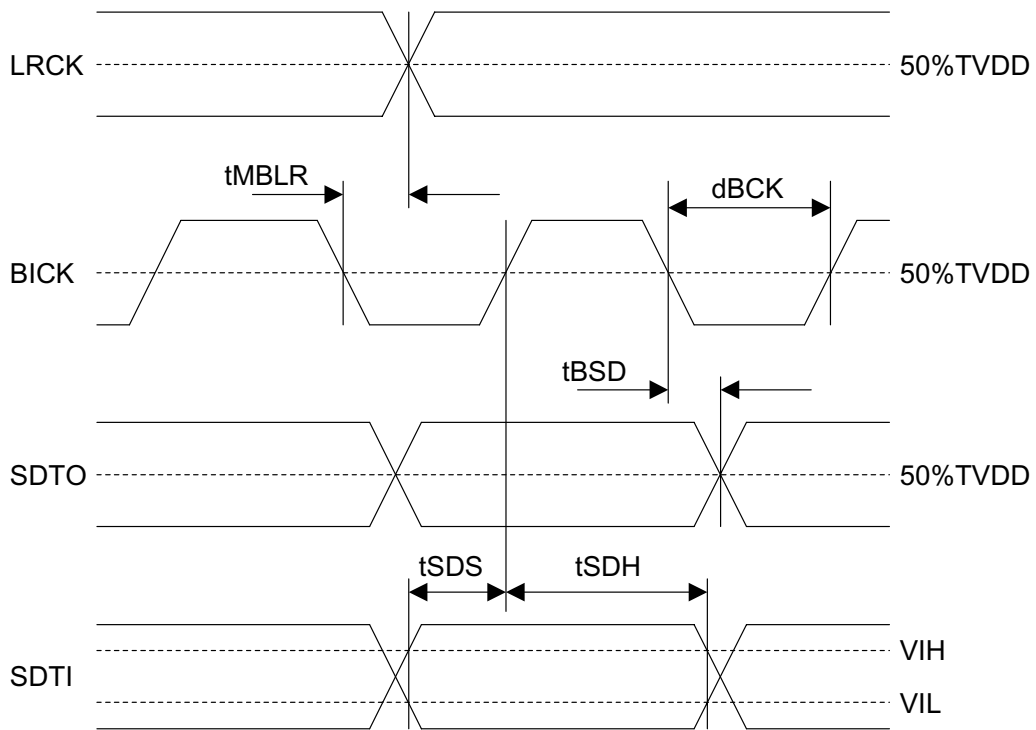 LRCK 50%TVDD
tMBLR dBCK
BICK 50%TVDD
tBSD
SDTO 50%TVDD
tSDS tSDH
VIH
SDTI
VIL